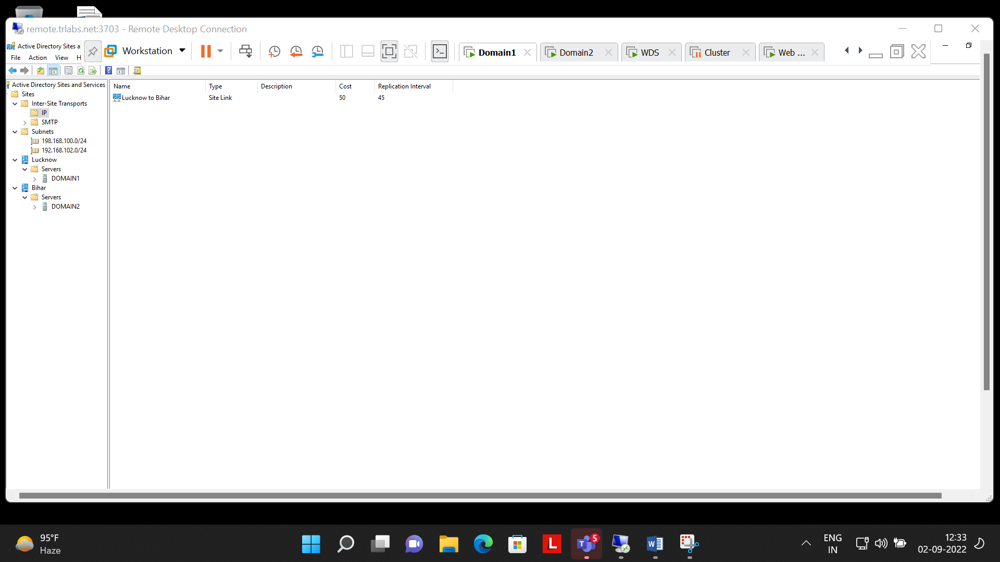 remote.trlabs.net:3703 - Remote Desktop Connection
Active Directory Sites a
Workstation
Domain1
Domain2
WDS
Cluster
Web ...
File Action View H
Active Directory Sites and Services
Name Type Description Cost Replication Interval
Lucknow to Bihar Site Link 50 45
Sites
Inter-Site Transports
IP
SMTP
Subnets
198.168.100.0/24
192.168.102.0/24
Lucknow
Servers
DOMAIN1
Bihar
Servers
DOMAIN2
95°F
Haze
L
T
5
W
ENG
IN
12:33
02-09-2022